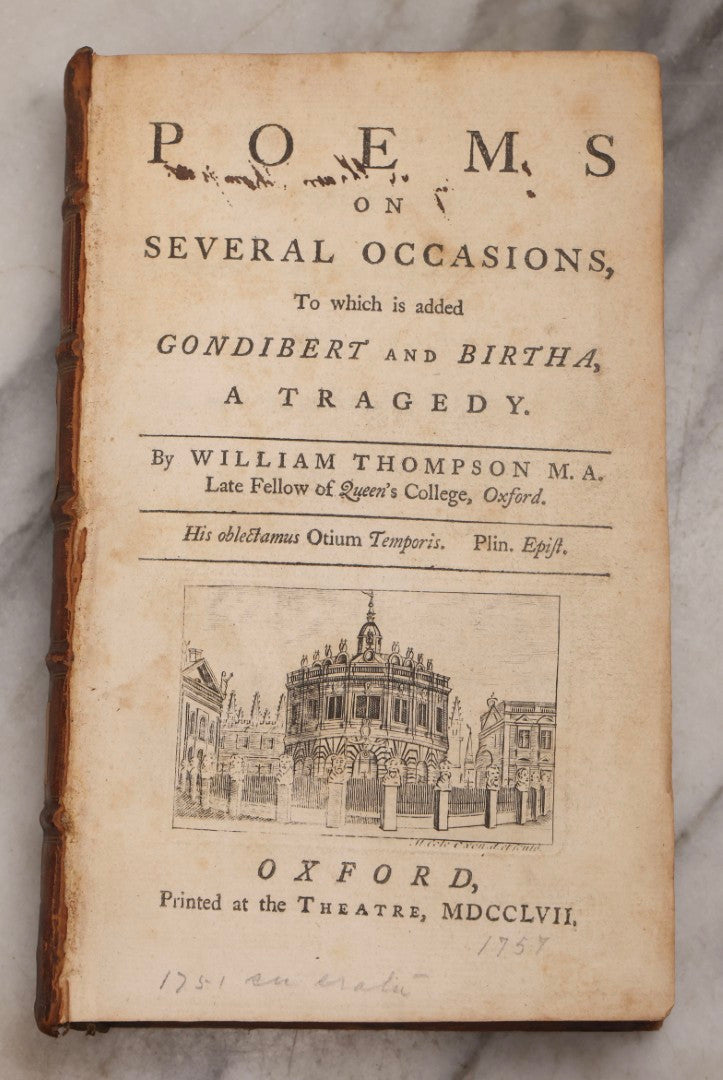 POEMS
ON
SEVERAL OCCASIONS,
To which is added
GONDIBERT AND BIRTHA,
A TRAGEDY.
By WILLIAM THOMPSON M. A.
Late Fellow of Queen's College, Oxford.
His oblectamus Otium Temporis. Plin. Epiſt.
OXFORD,
Printed at the THEATRE, MDCCLVII.
1757
1751